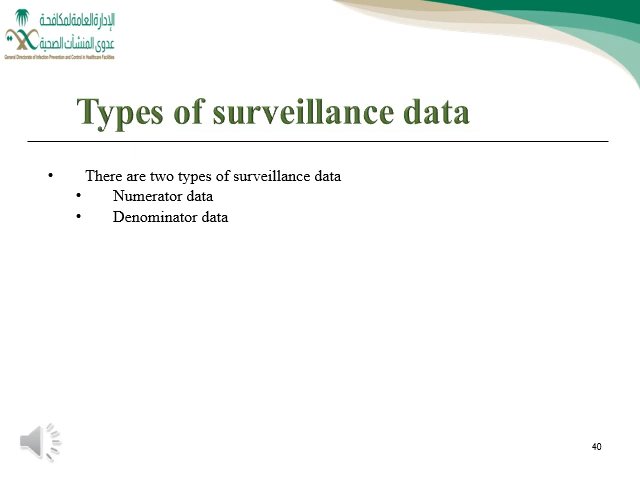 الإدارة العامة لمكافحة
عدوى المنشآت الصحية
General Directorate of Infection Prevention and Control in Healthcare Facilities
Types of surveillance data
• There are two types of surveillance data
• Numerator data
• Denominator data
40